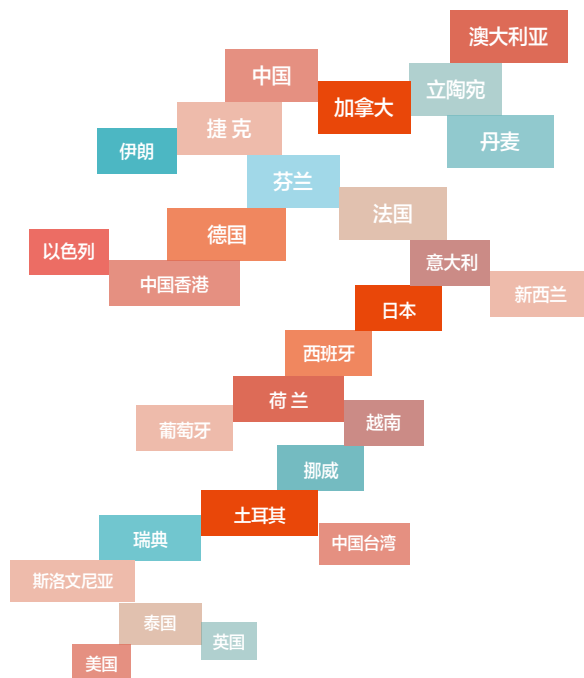 澳大利亚
中国
立陶宛
加拿大
捷 克
丹麦
伊朗
芬兰
法国
德国
以色列
意大利
中国香港
新西兰
日本
西班牙
荷 兰
越南
葡萄牙
挪威
土耳其
瑞典
中国台湾
斯洛文尼亚
泰国
英国
美国